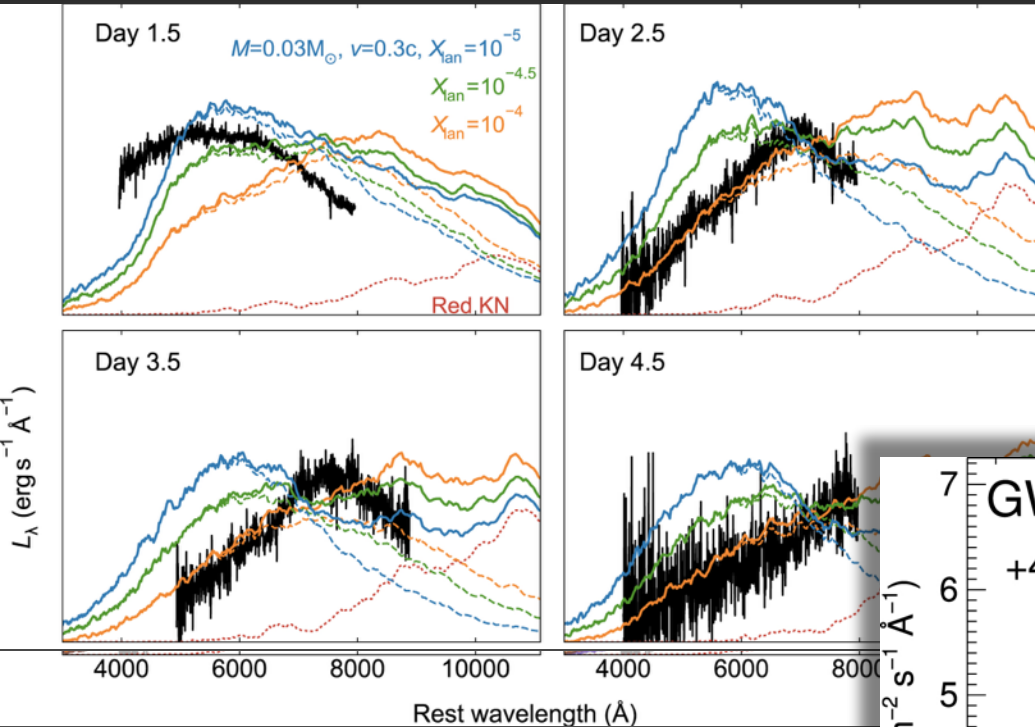 Day 1.5
M=0.03M☉, v=0.3c, Xlan=10−5
Xlan=10−4.5
Xlan=10−4
Red KN
Day 2.5
Day 3.5
Day 4.5
Lλ (erg s−1 Å−1)
4000 6000 8000 10000
4000 6000 8000
Rest wavelength (Å)
7
6
5
−2 s−1 Å−1)